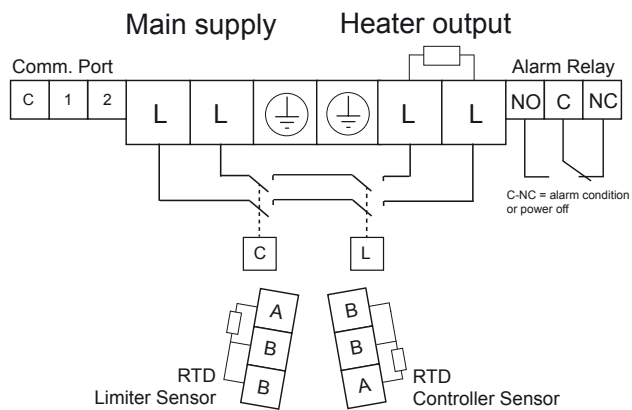 Main supply Heater output
Comm. Port Alarm Relay
C 1 2 L L L L NO C NC
C-NC = alarm condition
or power off
C L
A B
B B
B A
RTD
Limiter Sensor
RTD
Controller Sensor